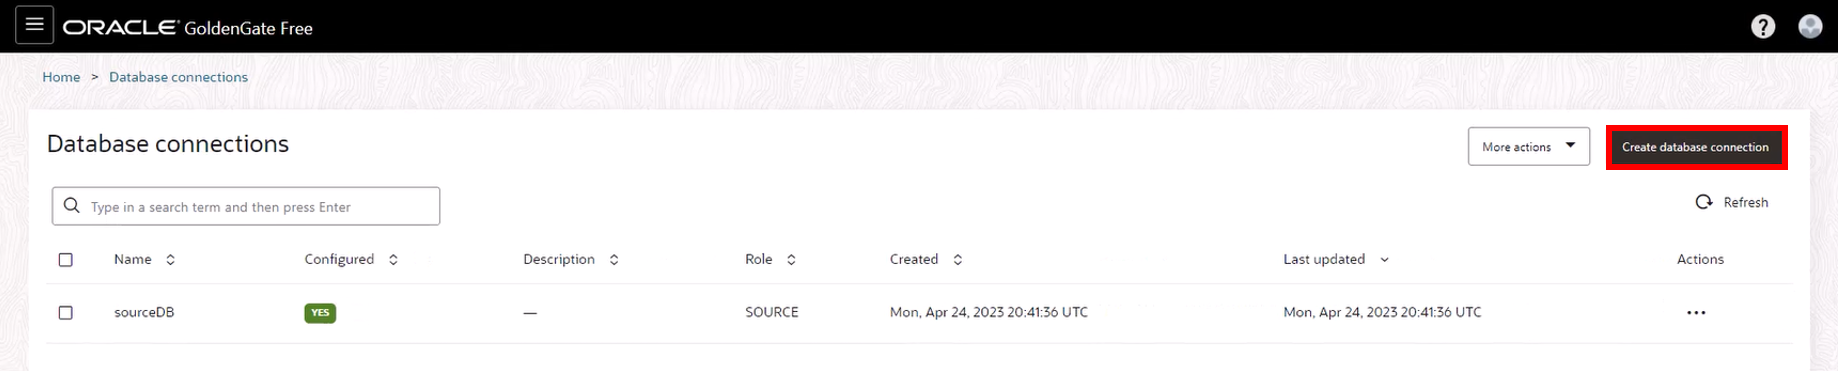 ORACLE GoldenGate Free
Home > Database connections
Database connections
More actions
Create database connection
Type in a search term and then press Enter
Refresh
Name Configured Description Role Created Last updated Actions
sourceDB YES — SOURCE Mon, Apr 24, 2023 20:41:36 UTC Mon, Apr 24, 2023 20:41:36 UTC ...